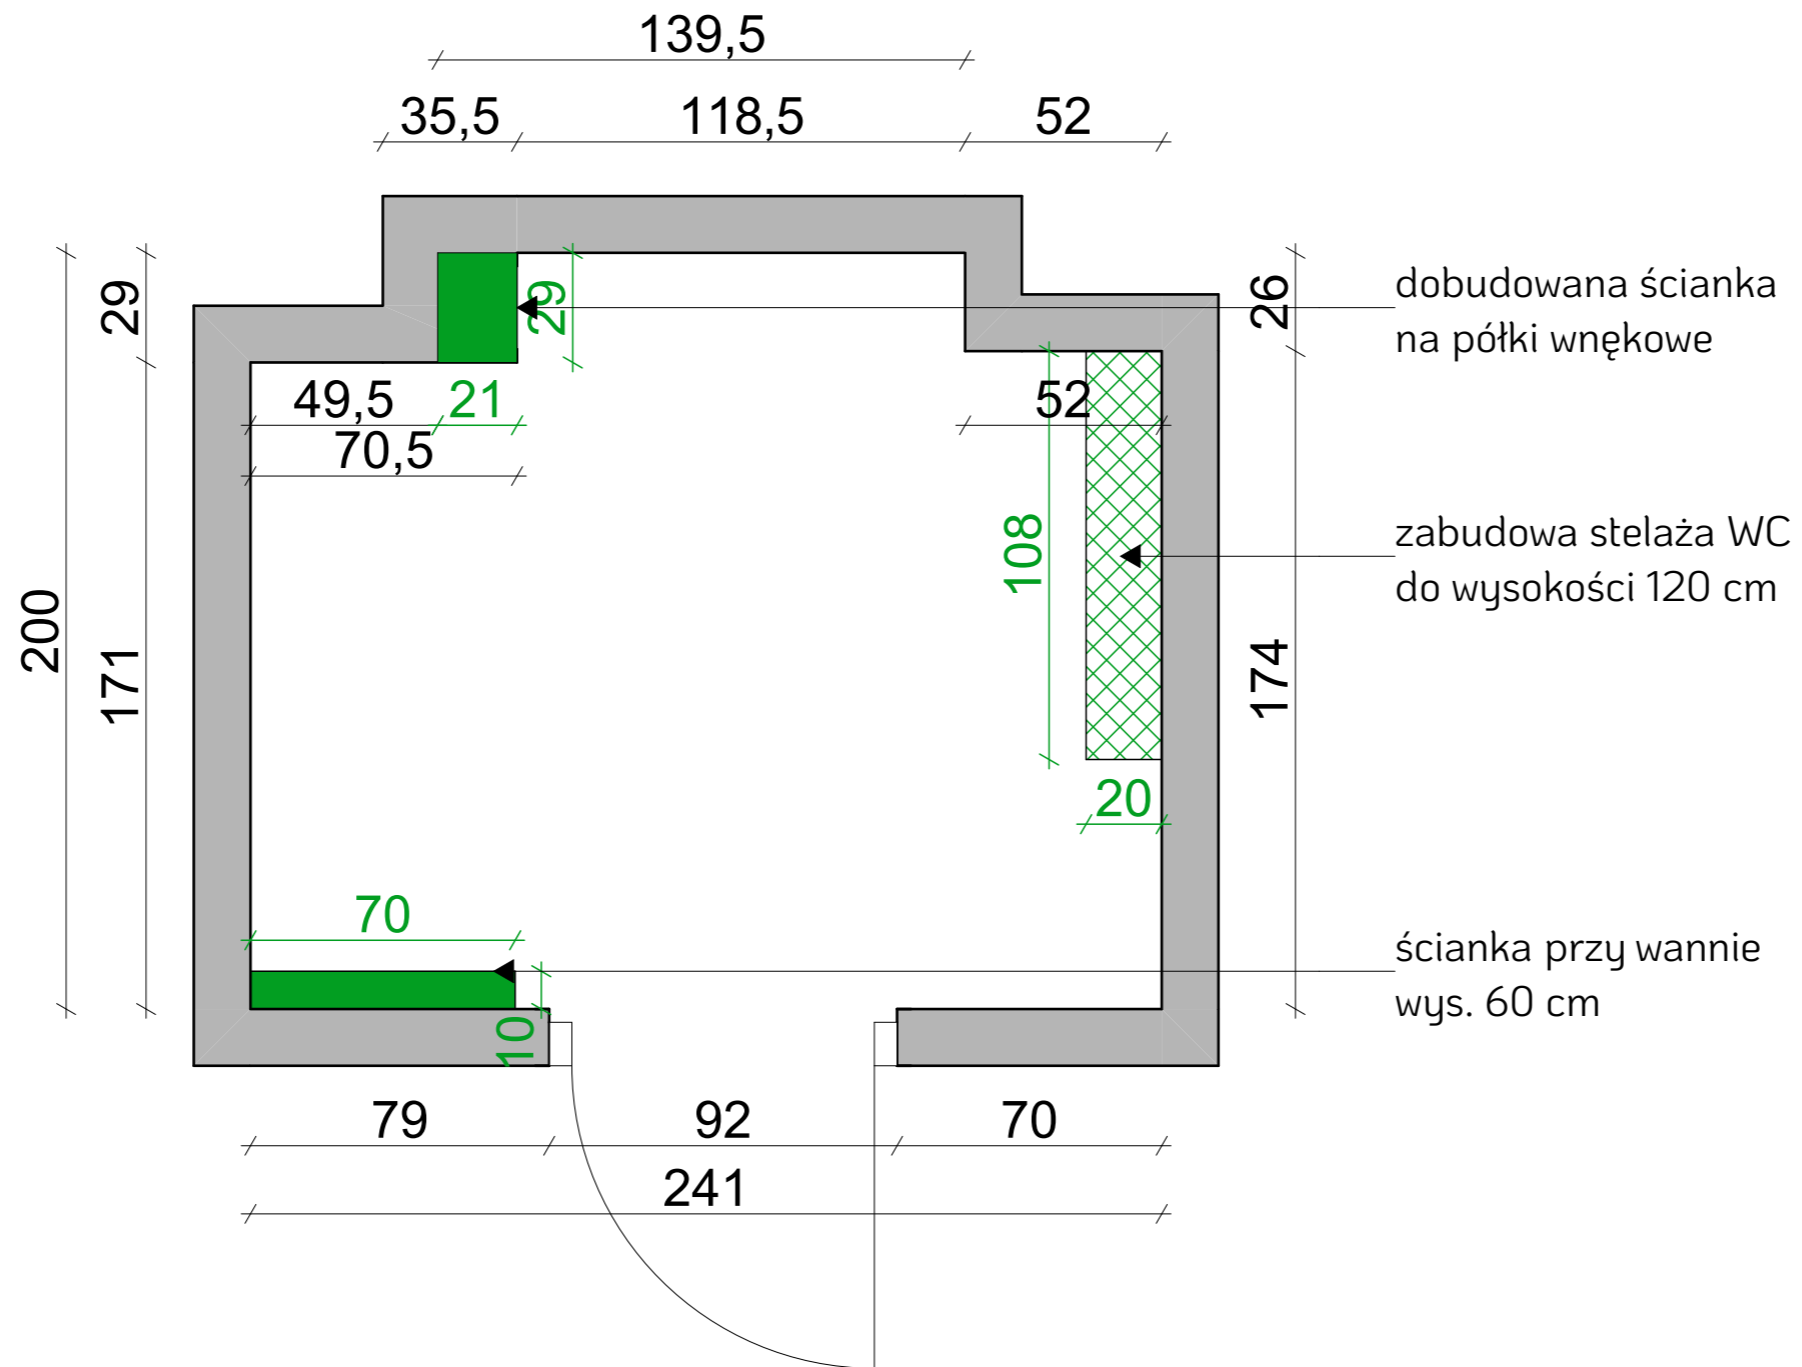 139,5
35,5 118,5 52
29
29
26
dobudowana ścianka
na półki wnękowe
49,5 21
52
70,5
108
zabudowa stelaża WC
do wysokości 120 cm
200
171
174
20
70
ścianka przy wannie
wys. 60 cm
10
79 92 70
241